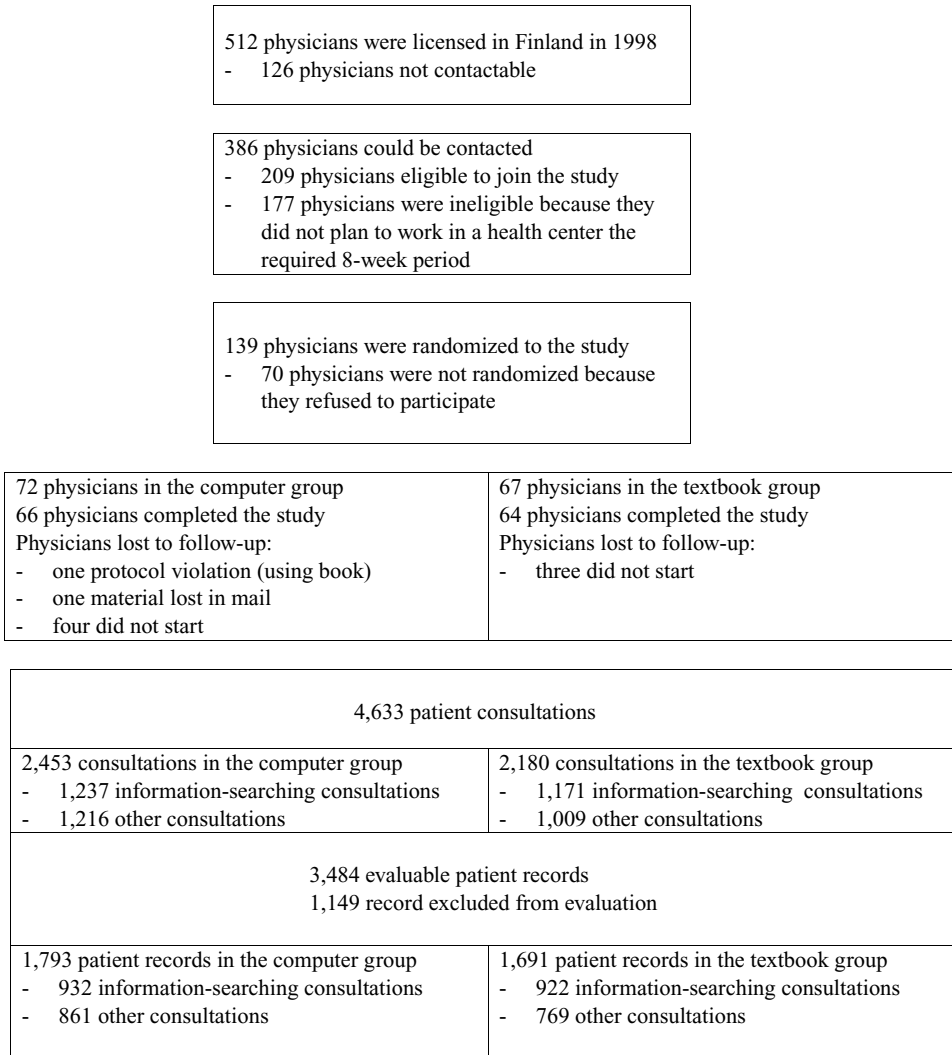 512 physicians were licensed in Finland in 1998
- 126 physicians not contactable
386 physicians could be contacted
- 209 physicians eligible to join the study
- 177 physicians were ineligible because they
did not plan to work in a health center the
required 8-week period
139 physicians were randomized to the study
- 70 physicians were not randomized because
they refused to participate
72 physicians in the computer group
66 physicians completed the study
Physicians lost to follow-up:
- one protocol violation (using book)
- one material lost in mail
- four did not start
67 physicians in the textbook group
64 physicians completed the study
Physicians lost to follow-up:
- three did not start
4,633 patient consultations
2,453 consultations in the computer group
- 1,237 information-searching consultations
- 1,216 other consultations
2,180 consultations in the textbook group
- 1,171 information-searching consultations
- 1,009 other consultations
3,484 evaluable patient records
1,149 record excluded from evaluation
1,793 patient records in the computer group
- 932 information-searching consultations
- 861 other consultations
1,691 patient records in the textbook group
- 922 information-searching consultations
- 769 other consultations